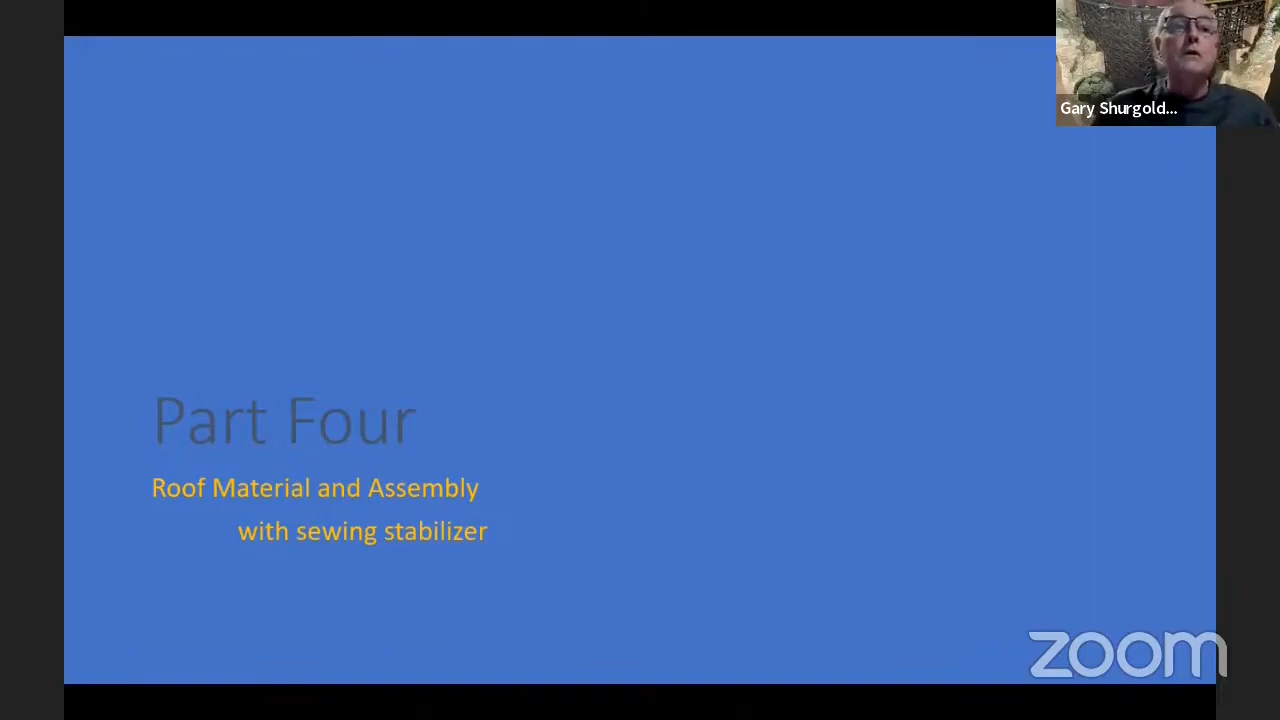 Gary Shurgold...
Part Four
Roof Material and Assembly
with sewing stabilizer
zoom